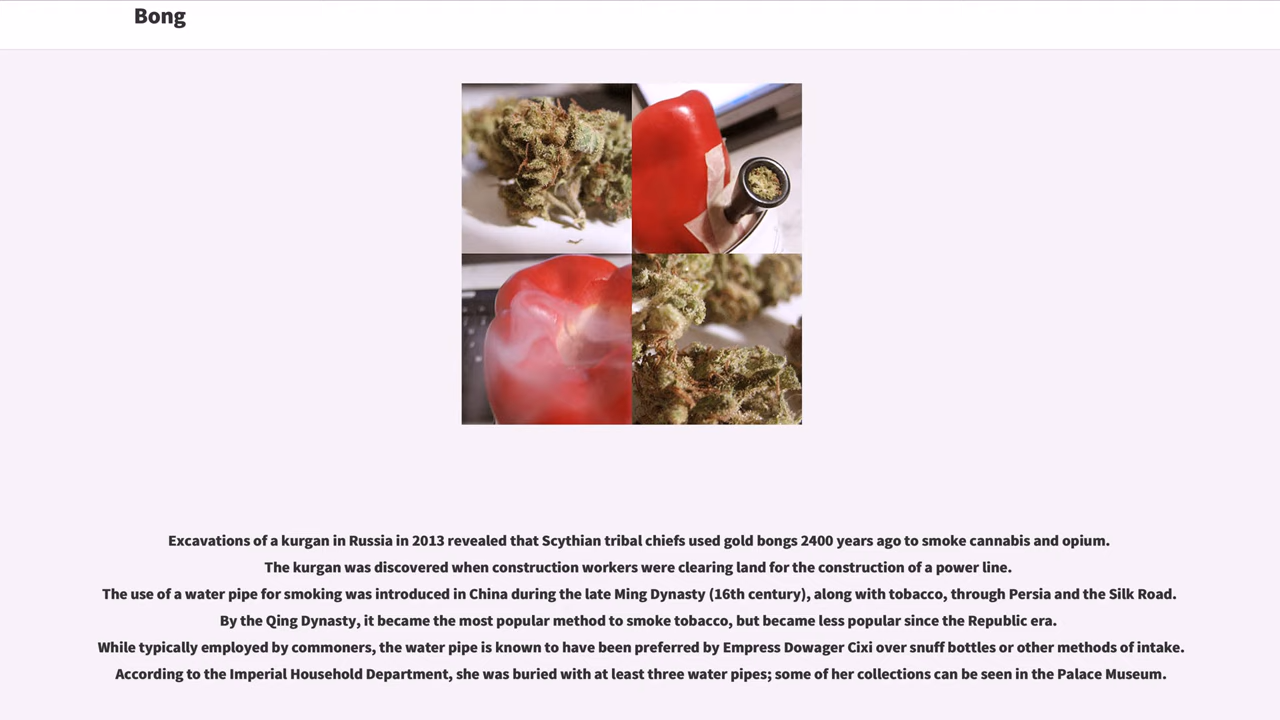 Bong
Excavations of a kurgan in Russia in 2013 revealed that Scythian tribal chiefs used gold bongs 2400 years ago to smoke cannabis and opium.
The kurgan was discovered when construction workers were clearing land for the construction of a power line.
The use of a water pipe for smoking was introduced in China during the late Ming Dynasty (16th century), along with tobacco, through Persia and the Silk Road.
By the Qing Dynasty, it became the most popular method to smoke tobacco, but became less popular since the Republic era.
While typically employed by commoners, the water pipe is known to have been preferred by Empress Dowager Cixi over snuff bottles or other methods of intake.
According to the Imperial Household Department, she was buried with at least three water pipes; some of her collections can be seen in the Palace Museum.